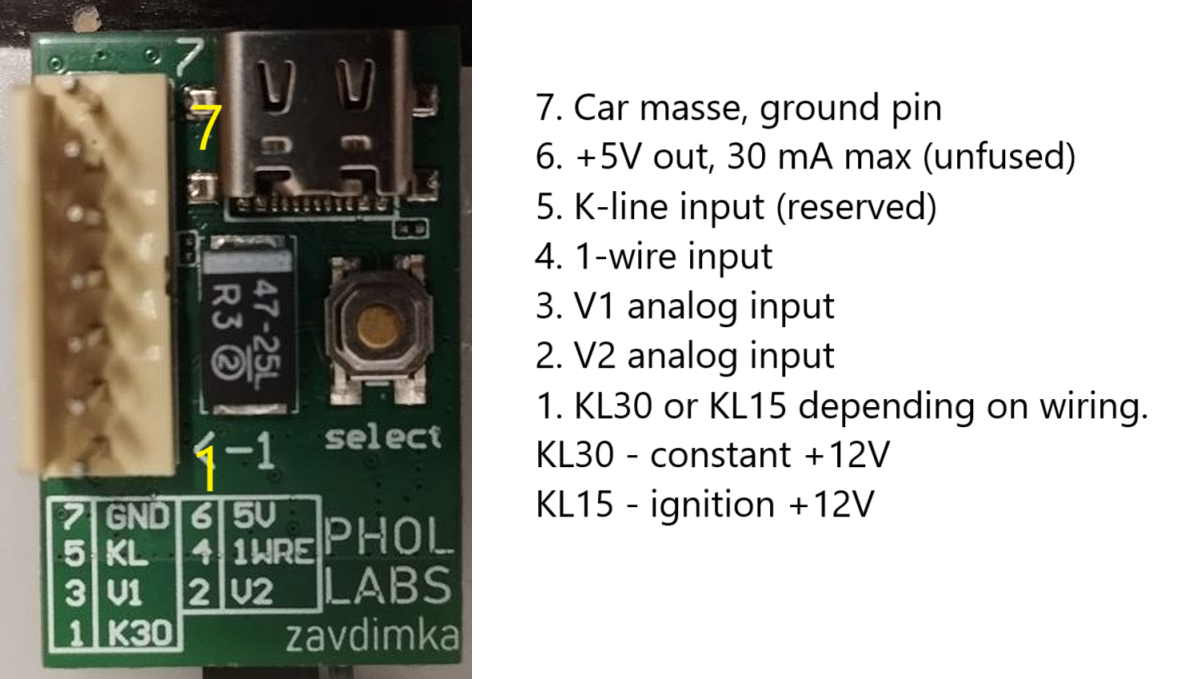 7
7
47-25L
R3 2
1
<-1
select
7 GND 6 5V
5 KL 4 1WRE
3 V1 2 V2
1 K30
PHOL
LABS
zavdimka
7. Car masse, ground pin
6. +5V out, 30 mA max (unfused)
5. K-line input (reserved)
4. 1-wire input
3. V1 analog input
2. V2 analog input
1. KL30 or KL15 depending on wiring.
KL30 - constant +12V
KL15 - ignition +12V